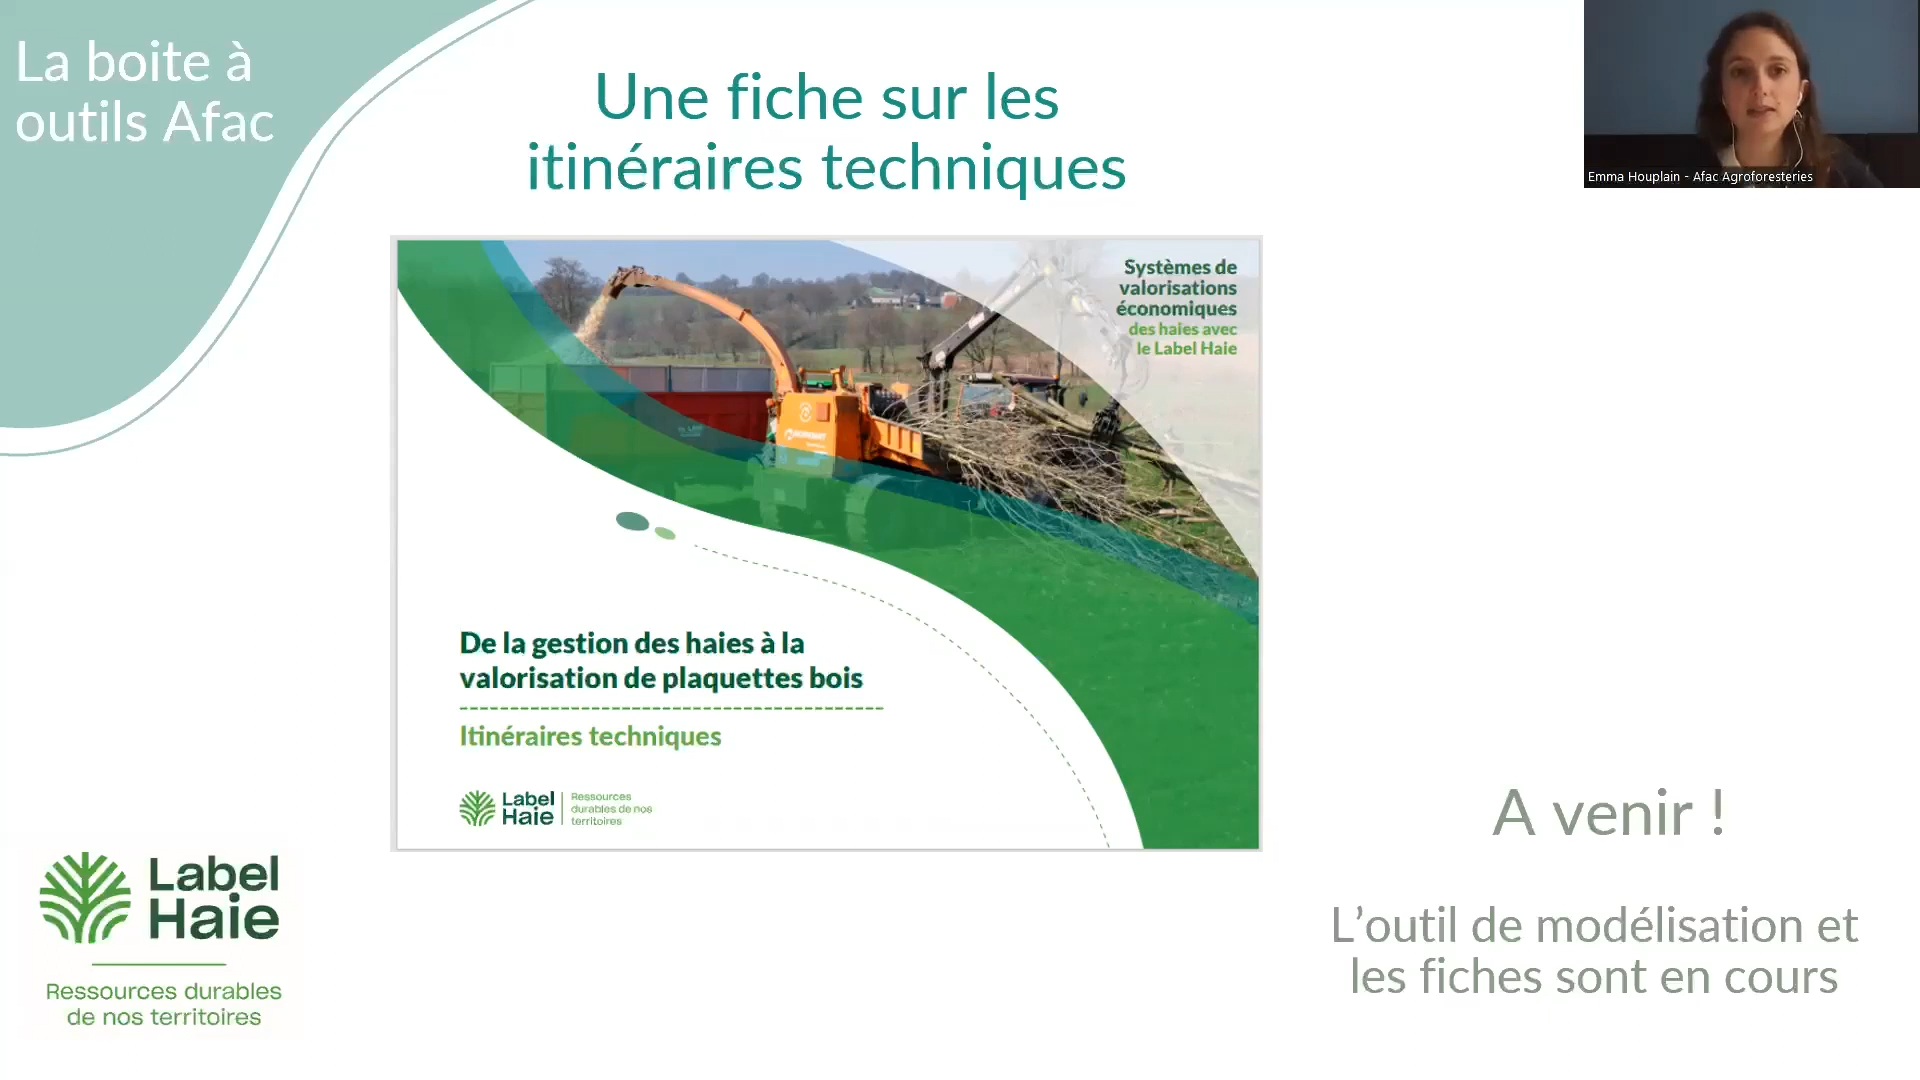 La boite à
outils Afac
Une fiche sur les
itinéraires techniques
Emma Houplain - Afac Agroforesteries
Systèmes de
valorisations
économiques
des haies avec
le Label Haie
De la gestion des haies à la
valorisation de plaquettes bois
Itinéraires techniques
Label
Haie
Ressources
durables de nos
territoires
A venir !
L’outil de modélisation et
les fiches sont en cours
Label
Haie
Ressources durables
de nos territoires